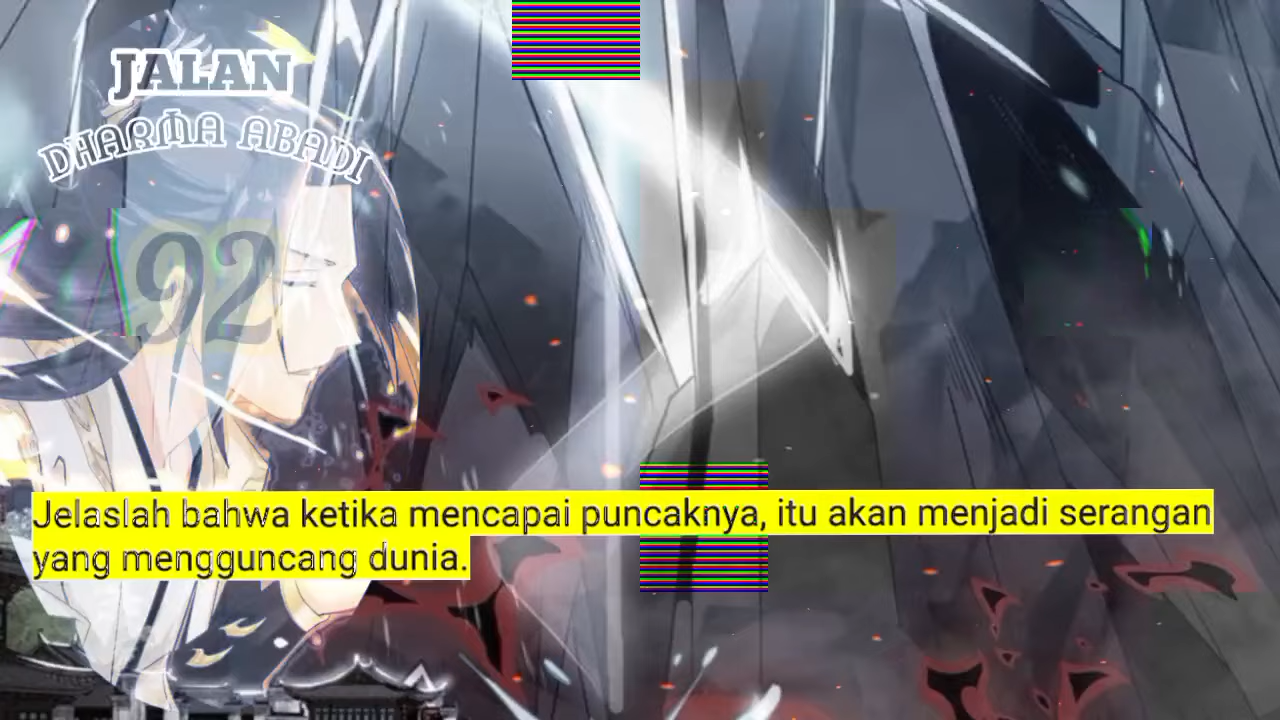 JALAN
DHARMA ABADI
92
Jelaslah bahwa ketika mencapai puncaknya, itu akan menjadi serangan
yang mengguncang dunia.